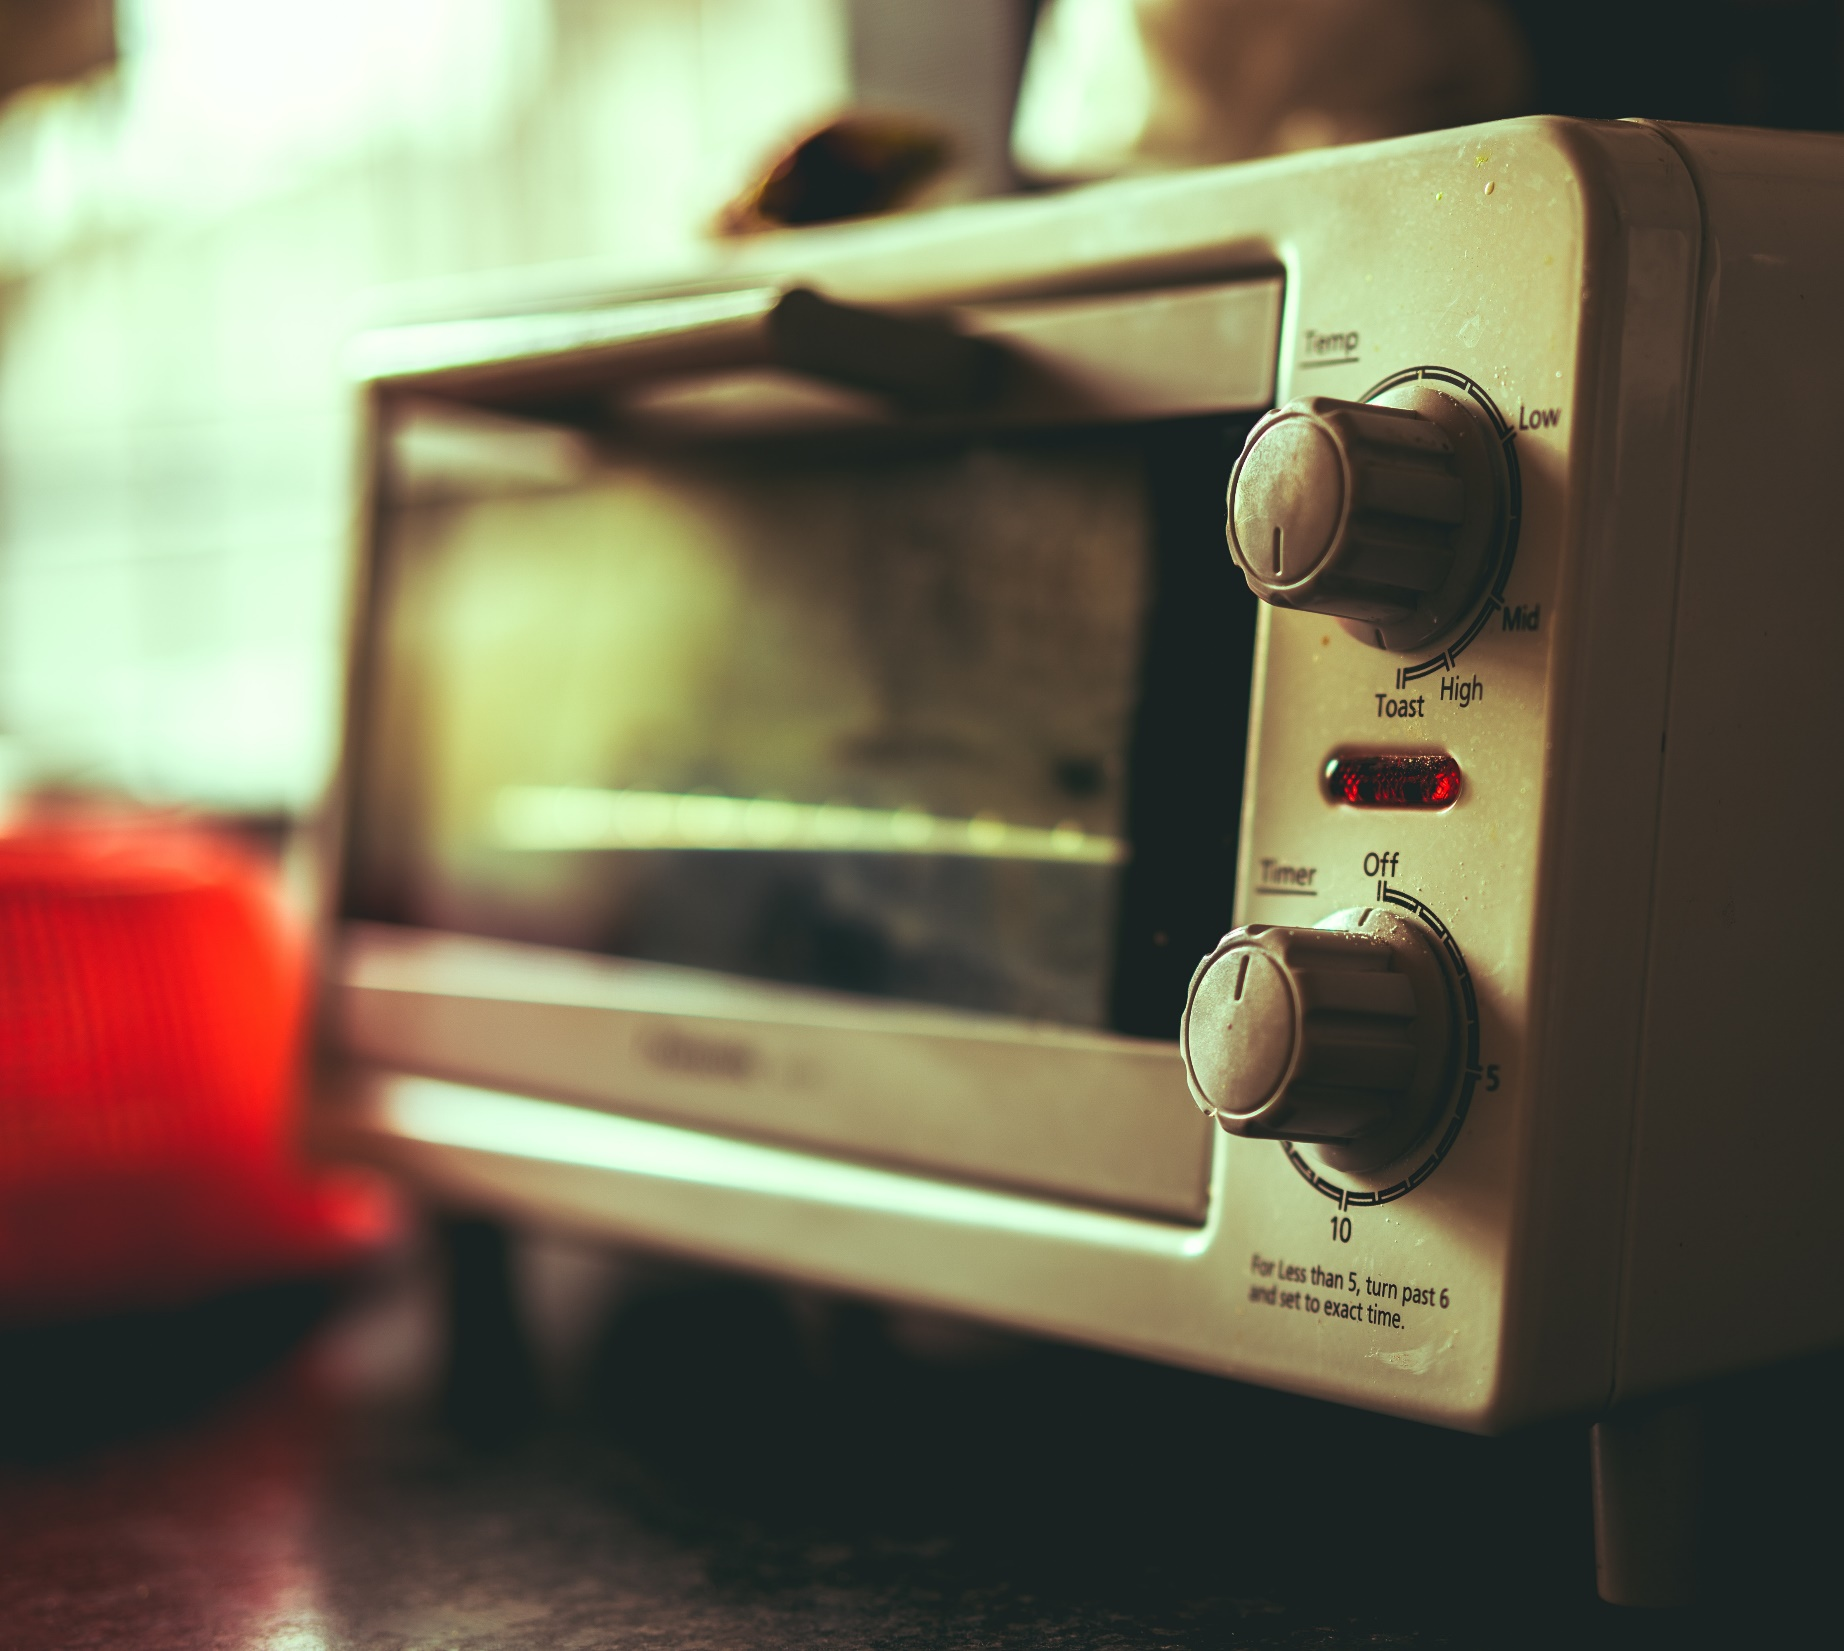 Temp
Low
Mid
High
Toast
Off
Timer
5
10
For Less than 5, turn past 6
and set to exact time.